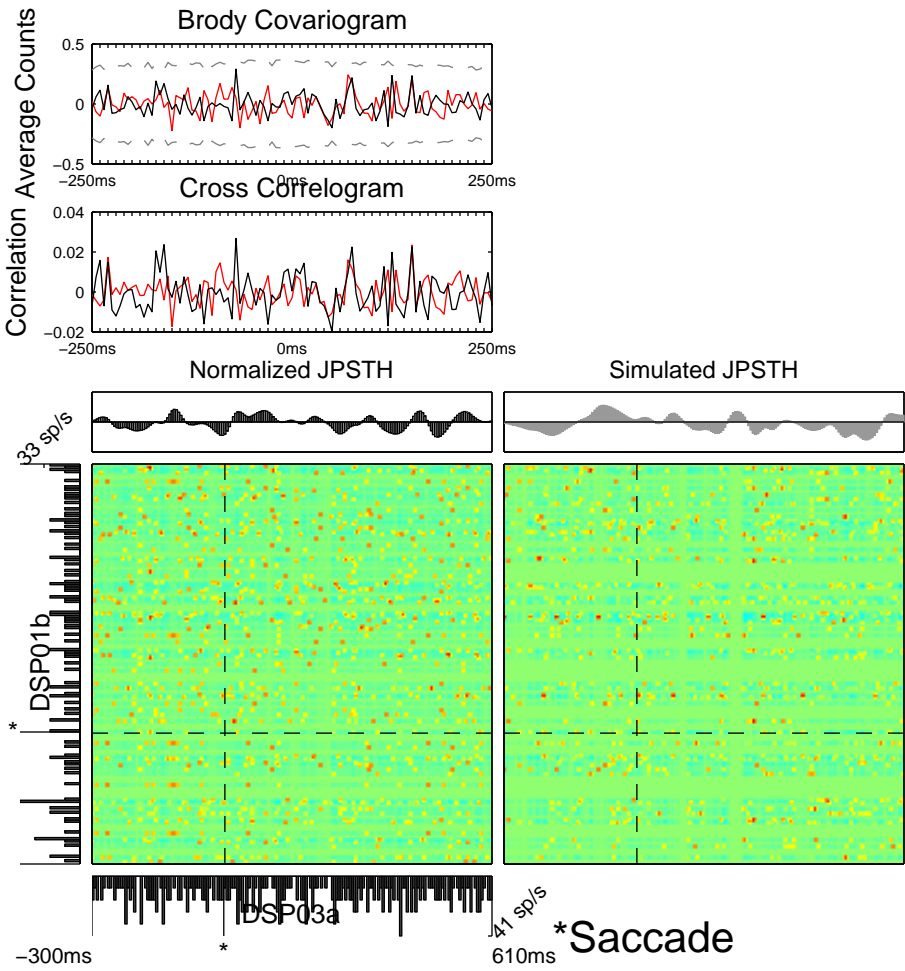 Brody Covariogram
Average Counts
0.5
0
−0.5
−250ms
0ms
250ms
Cross Correlogram
Correlation
0.04
0.02
0
−0.02
−250ms
0ms
250ms
Normalized JPSTH
Simulated JPSTH
33 sp/s
DSP01b
*
DSP03a
*
41 sp/s
−300ms
610ms
*Saccade